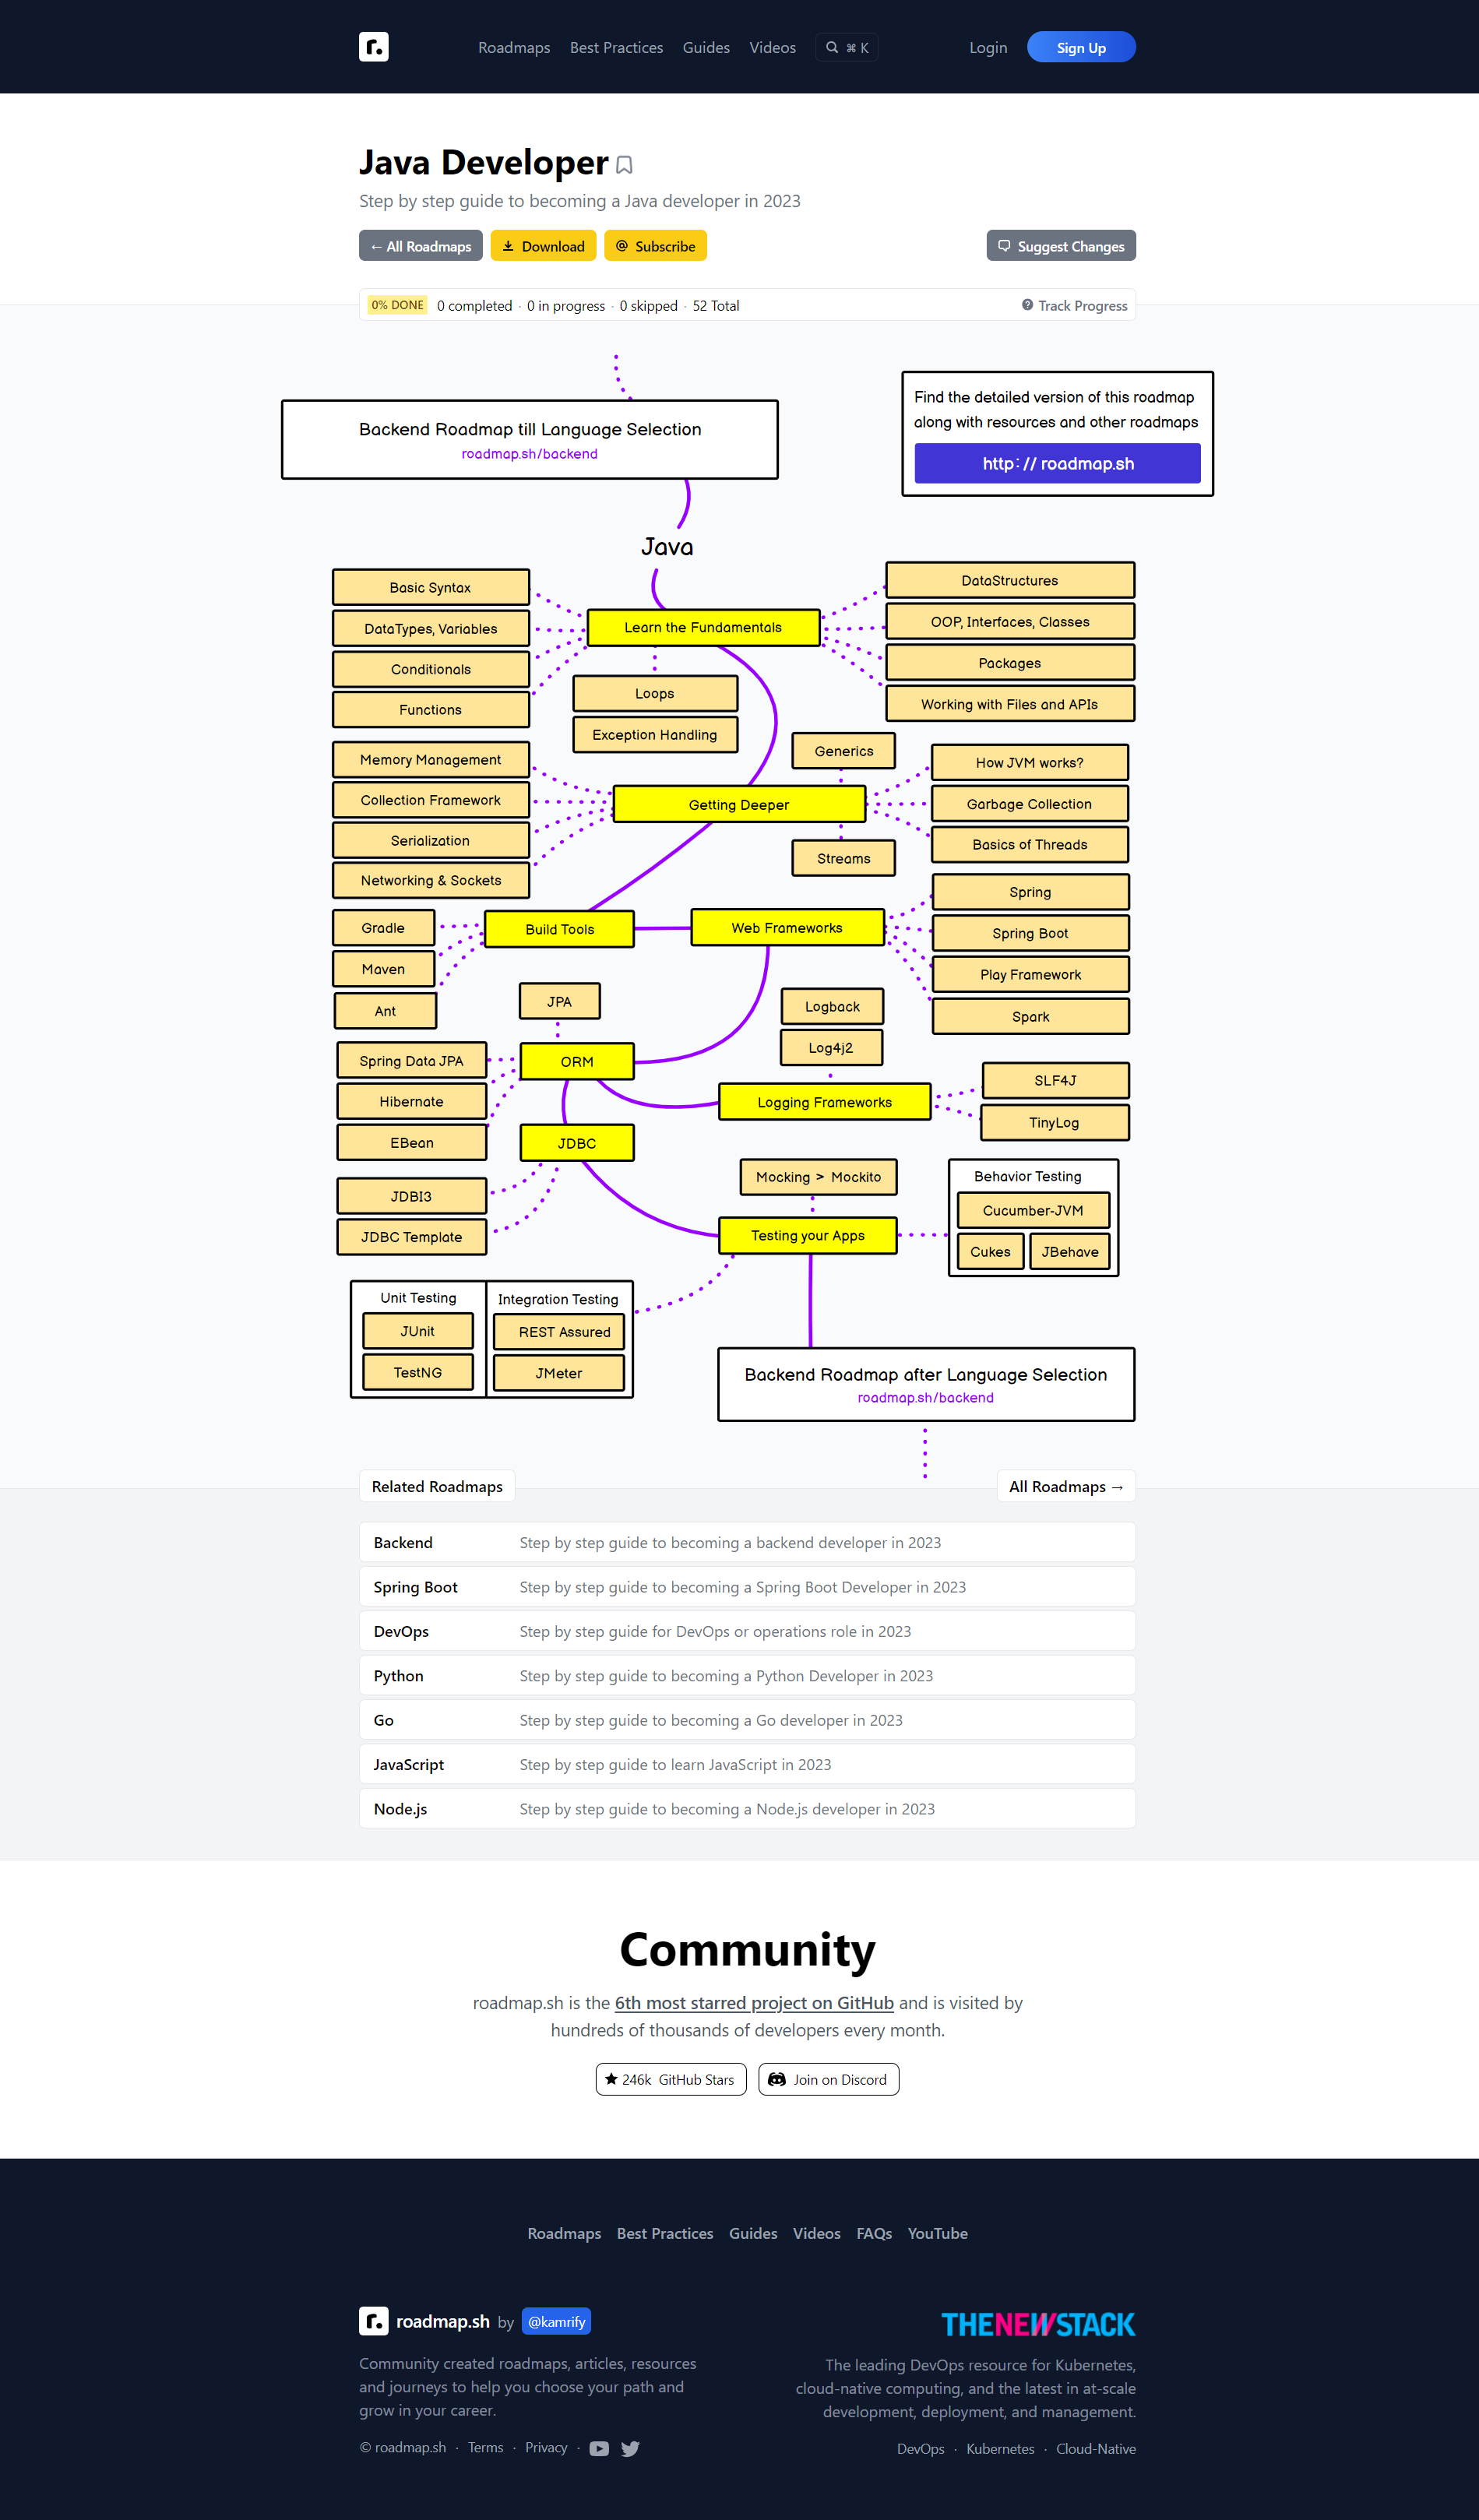 r.
Roadmaps Best Practices Guides Videos ⌘ K Login Sign Up
Java Developer
Step by step guide to becoming a Java developer in 2023
← All Roadmaps Download Subscribe Suggest Changes
0% DONE 0 completed · 0 in progress · 0 skipped · 52 Total Track Progress
Backend Roadmap till Language Selection
roadmap.sh/backend
Find the detailed version of this roadmap
along with resources and other roadmaps
http://roadmap.sh
Java
Learn the Fundamentals
Basic Syntax
DataTypes, Variables
Conditionals
Functions
Loops
Exception Handling
DataStructures
OOP, Interfaces, Classes
Packages
Working with Files and APIs
Getting Deeper
Memory Management
Collection Framework
Serialization
Networking & Sockets
Generics
Streams
How JVM works?
Garbage Collection
Basics of Threads
Build Tools
Gradle
Maven
Ant
Web Frameworks
Spring
Spring Boot
Play Framework
Spark
JPA
ORM
Spring Data JPA
Hibernate
EBean
Logback
Log4j2
Logging Frameworks
SLF4J
TinyLog
JDBC
JDBI3
JDBC Template
Mocking > Mockito
Testing your Apps
Behavior Testing
Cucumber-JVM
Cukes JBehave
Unit Testing
JUnit
TestNG
Integration Testing
REST Assured
JMeter
Backend Roadmap after Language Selection
roadmap.sh/backend
Related Roadmaps All Roadmaps →
Backend Step by step guide to becoming a backend developer in 2023
Spring Boot Step by step guide to becoming a Spring Boot Developer in 2023
DevOps Step by step guide for DevOps or operations role in 2023
Python Step by step guide to becoming a Python Developer in 2023
Go Step by step guide to becoming a Go developer in 2023
JavaScript Step by step guide to learn JavaScript in 2023
Node.js Step by step guide to becoming a Node.js developer in 2023
Community
roadmap.sh is the 6th most starred project on GitHub and is visited by
hundreds of thousands of developers every month.
246k GitHub Stars Join on Discord
Roadmaps Best Practices Guides Videos FAQs YouTube
r. roadmap.sh by @kamrify
Community created roadmaps, articles, resources
and journeys to help you choose your path and
grow in your career.
© roadmap.sh · Terms · Privacy ·
THENEWSTACK
The leading DevOps resource for Kubernetes,
cloud-native computing, and the latest in at-scale
development, deployment, and management.
DevOps · Kubernetes · Cloud-Native